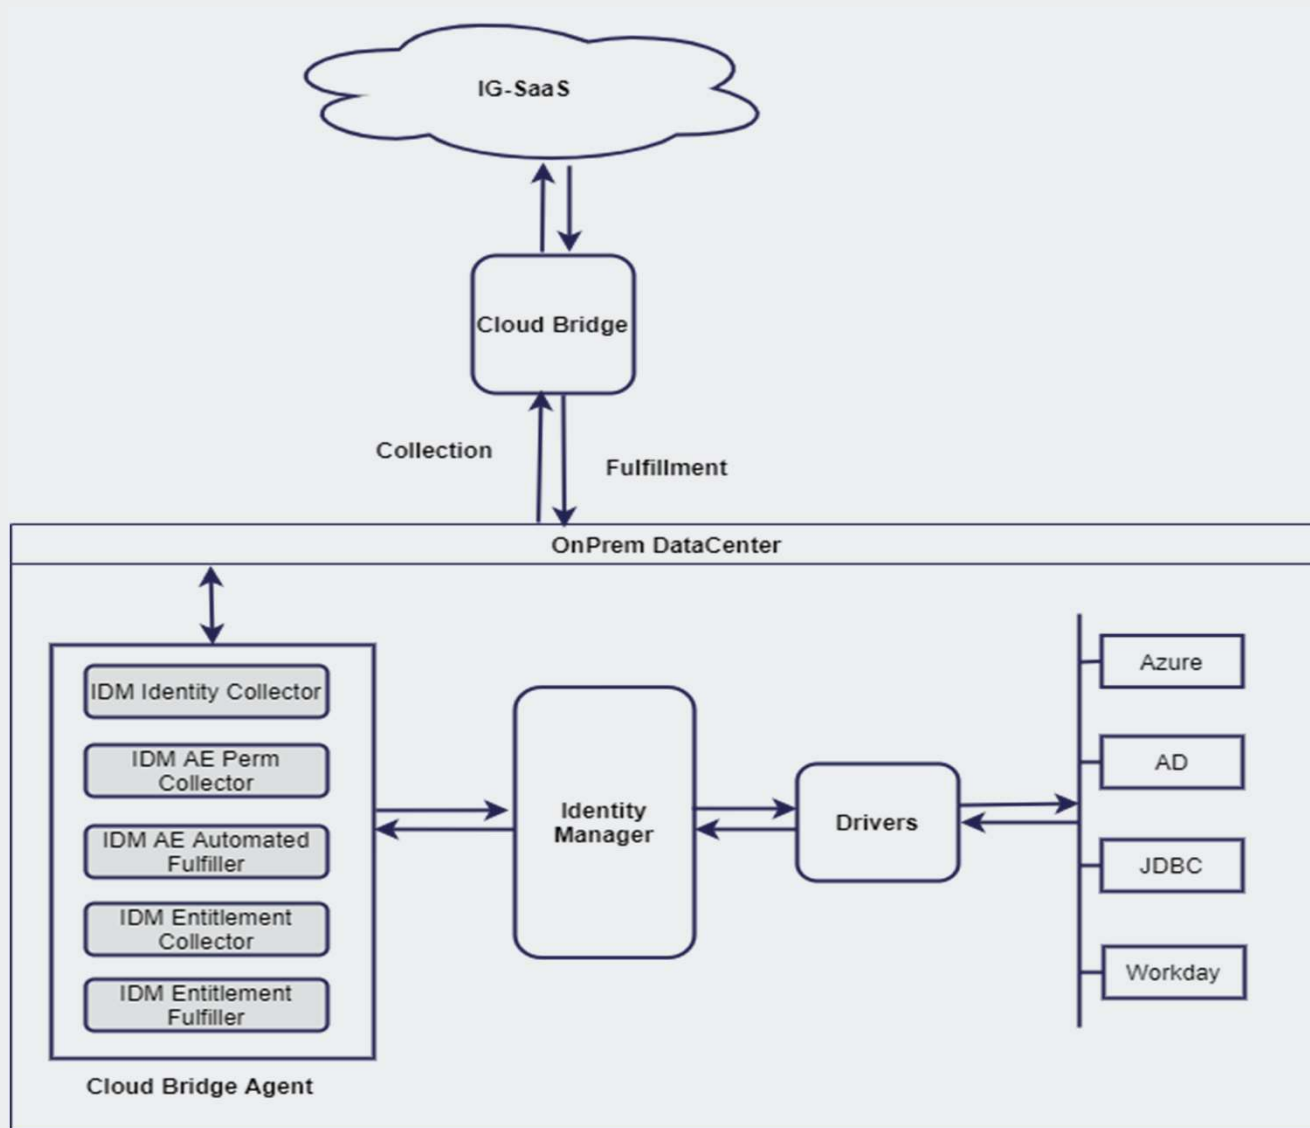 IG-SaaS
Cloud Bridge
Collection
Fulfillment
OnPrem DataCenter
IDM Identity Collector
IDM AE Perm
Collector
IDM AE Automated
Fulfiller
IDM Entitlement
Collector
IDM Entitlement
Fulfiller
Cloud Bridge Agent
Identity
Manager
Drivers
Azure
AD
JDBC
Workday